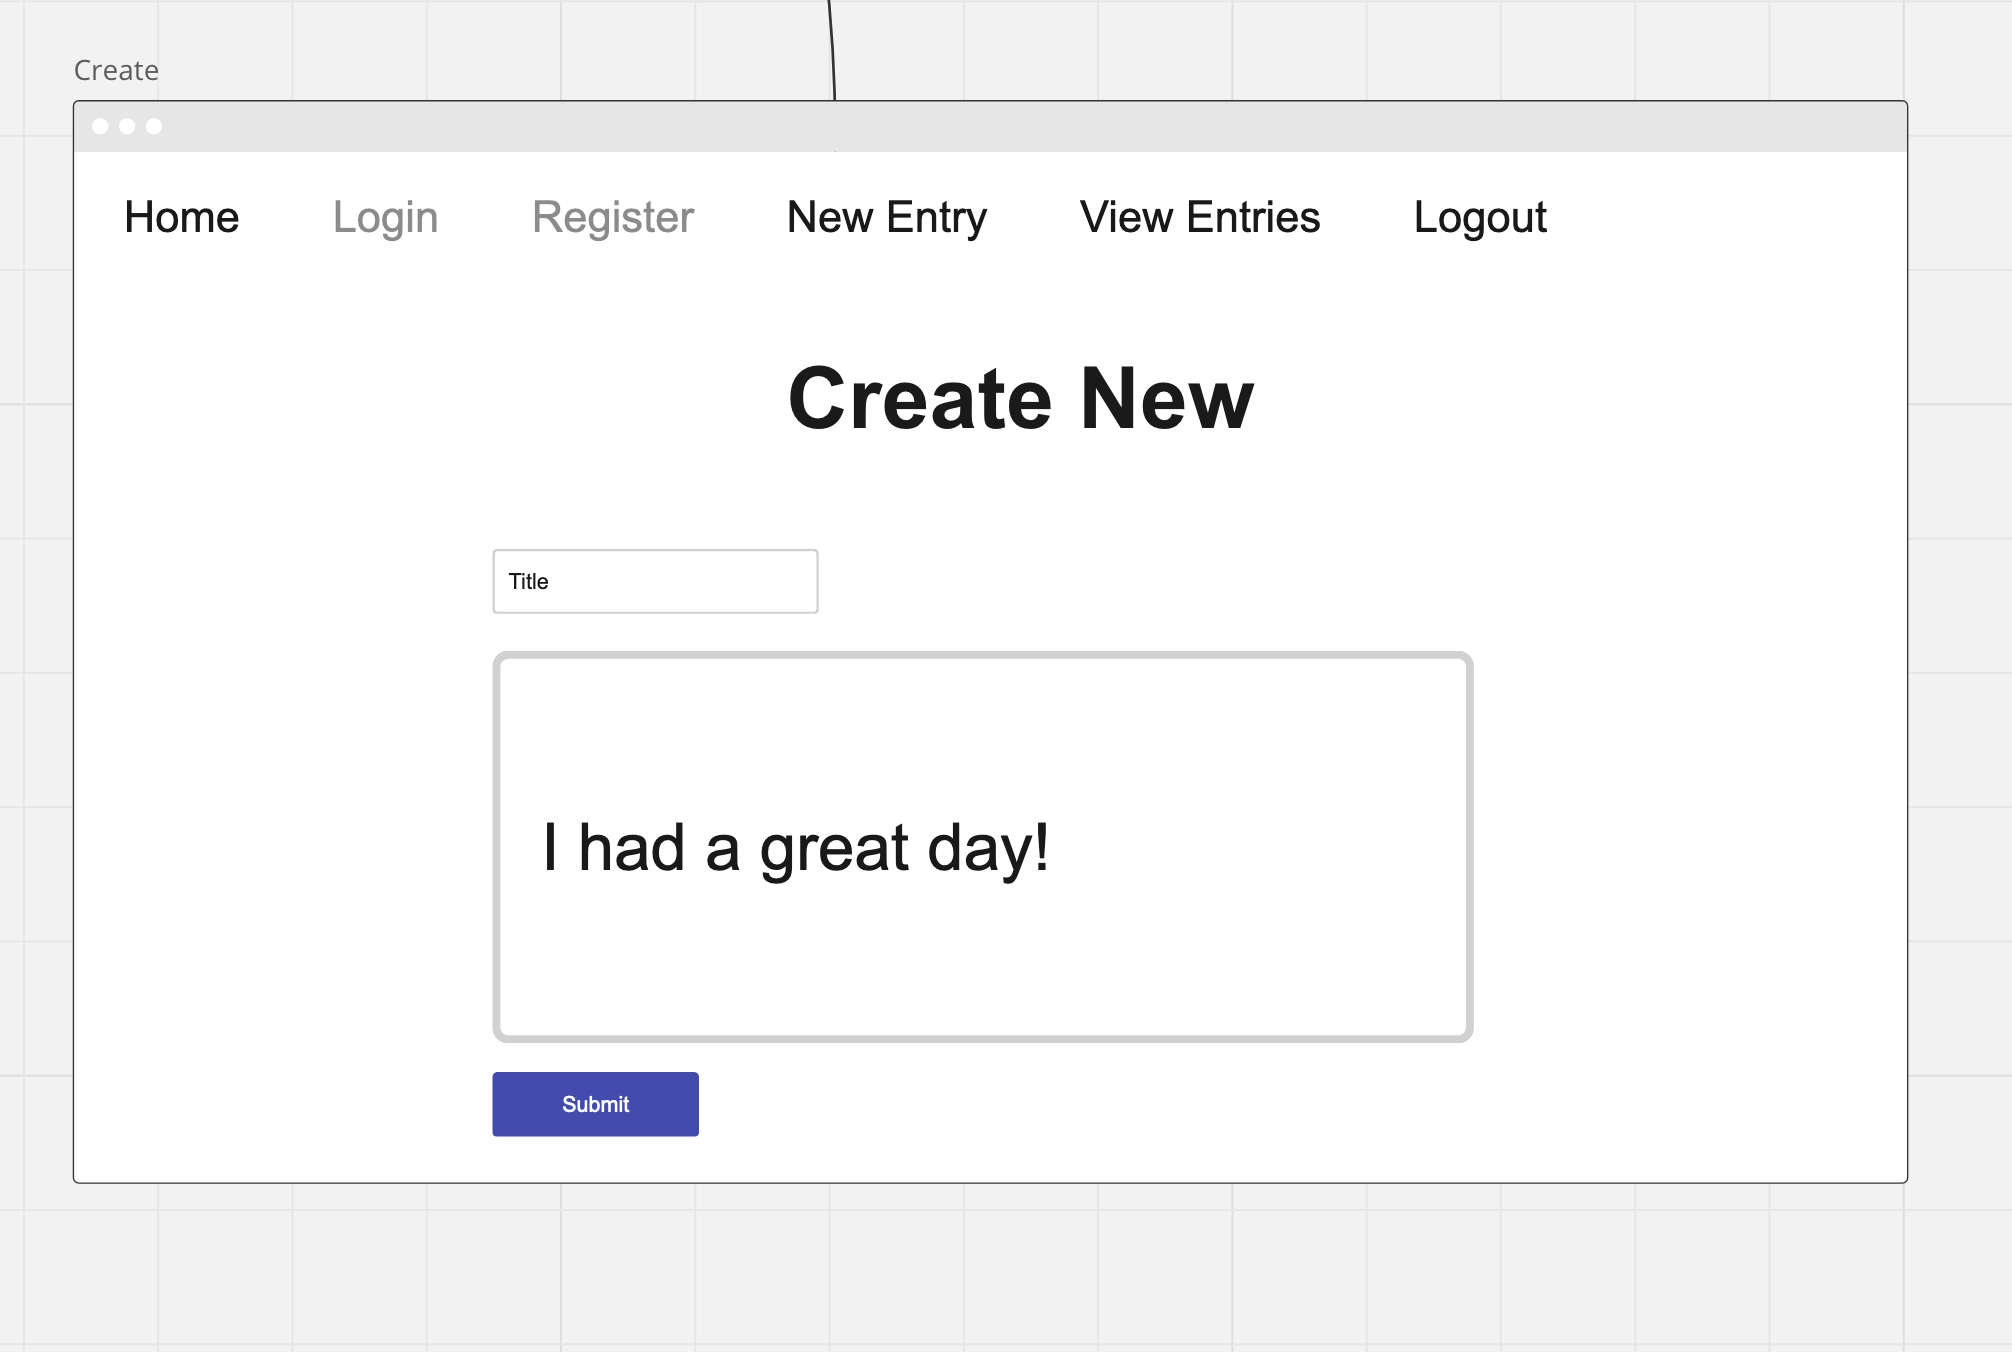 Create
Home Login Register New Entry View Entries Logout
Create New
Title
I had a great day!
Submit